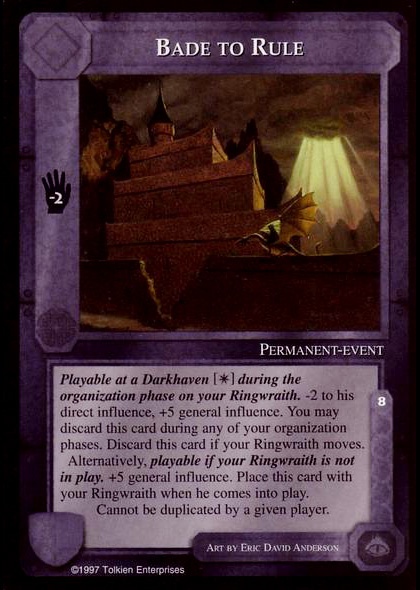 BADE TO RULE
-2
PERMANENT-EVENT
Playable at a Darkhaven [✶] during the
organization phase on your Ringwraith. -2 to his
direct influence, +5 general influence. You may
discard this card during any of your organization
phases. Discard this card if your Ringwraith moves.
Alternatively, playable if your Ringwraith is not
in play. +5 general influence. Place this card with
your Ringwraith when he comes into play.
Cannot be duplicated by a given player.
8
ART BY ERIC DAVID ANDERSON
©1997 Tolkien Enterprises